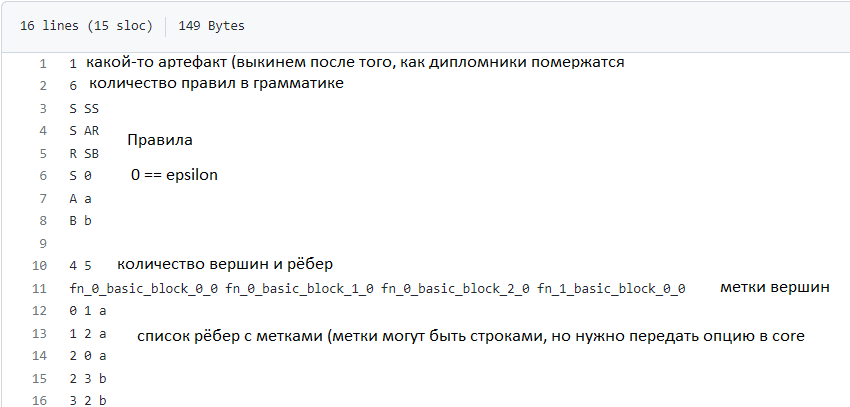 16 lines (15 sloc) 149 Bytes
1 1 какой-то артефакт (выкинем после того, как дипломники помержатся
2 6 количество правил в грамматике
3 S SS
4 S AR
Правила
5 R SB
6 S 0 0 == epsilon
7 A a
8 B b
9
10 4 5 количество вершин и рёбер
11 fn_0_basic_block_0_0 fn_0_basic_block_1_0 fn_0_basic_block_2_0 fn_1_basic_block_0_0 метки вершин
12 0 1 a
13 1 2 a список рёбер с метками (метки могут быть строками, но нужно передать опцию в core
14 2 0 a
15 2 3 b
16 3 2 b